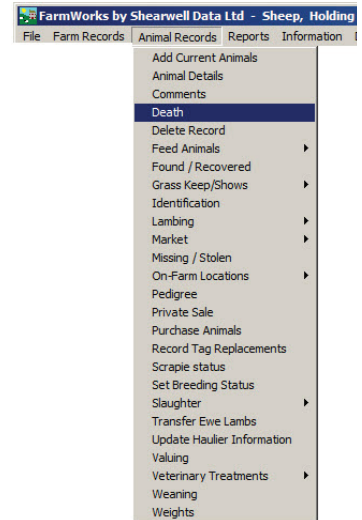 FarmWorks by Shearwell Data Ltd - Sheep, Holding
File Farm Records Animal Records Reports Information
Add Current Animals
Animal Details
Comments
Death
Delete Record
Feed Animals
Found / Recovered
Grass Keep/Shows
Identification
Lambing
Market
Missing / Stolen
On-Farm Locations
Pedigree
Private Sale
Purchase Animals
Record Tag Replacements
Scrapie status
Set Breeding Status
Slaughter
Transfer Ewe Lambs
Update Haulier Information
Valuing
Veterinary Treatments
Weaning
Weights